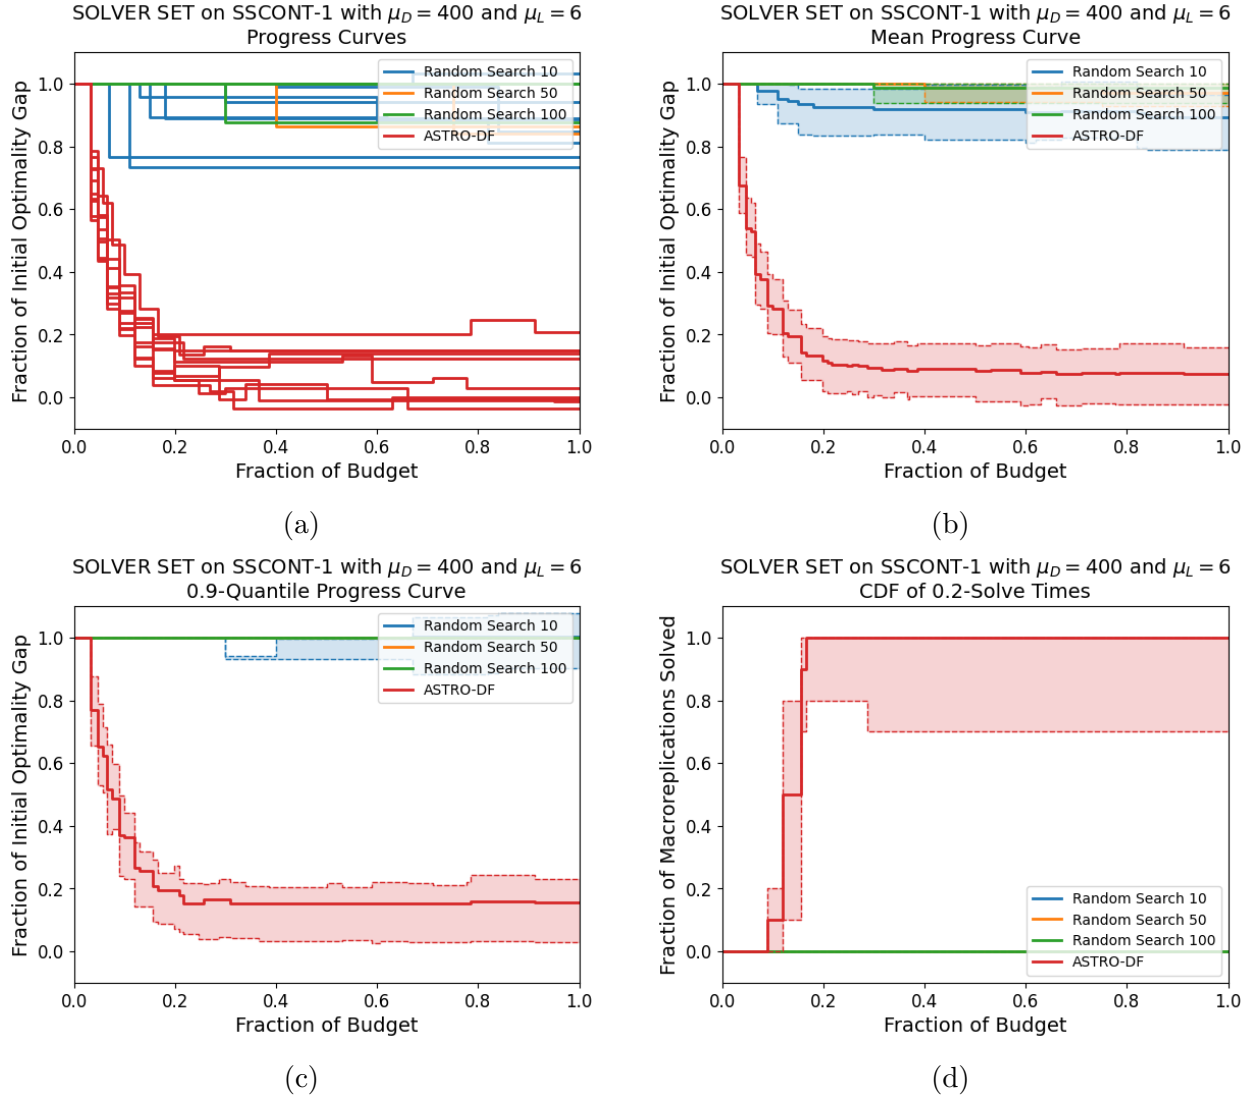 SOLVER SET on SSCONT-1 with μ_D = 400 and μ_L = 6
Progress Curves
Fraction of Initial Optimality Gap
1.0
0.8
0.6
0.4
0.2
0.0
Random Search 10
Random Search 50
Random Search 100
ASTRO-DF
0.0 0.2 0.4 0.6 0.8 1.0
Fraction of Budget
(a)
SOLVER SET on SSCONT-1 with μ_D = 400 and μ_L = 6
Mean Progress Curve
Fraction of Initial Optimality Gap
1.0
0.8
0.6
0.4
0.2
0.0
Random Search 10
Random Search 50
Random Search 100
ASTRO-DF
0.0 0.2 0.4 0.6 0.8 1.0
Fraction of Budget
(b)
SOLVER SET on SSCONT-1 with μ_D = 400 and μ_L = 6
0.9-Quantile Progress Curve
Fraction of Initial Optimality Gap
1.0
0.8
0.6
0.4
0.2
0.0
Random Search 10
Random Search 50
Random Search 100
ASTRO-DF
0.0 0.2 0.4 0.6 0.8 1.0
Fraction of Budget
(c)
SOLVER SET on SSCONT-1 with μ_D = 400 and μ_L = 6
CDF of 0.2-Solve Times
Fraction of Macroreplications Solved
1.0
0.8
0.6
0.4
0.2
0.0
Random Search 10
Random Search 50
Random Search 100
ASTRO-DF
0.0 0.2 0.4 0.6 0.8 1.0
Fraction of Budget
(d)